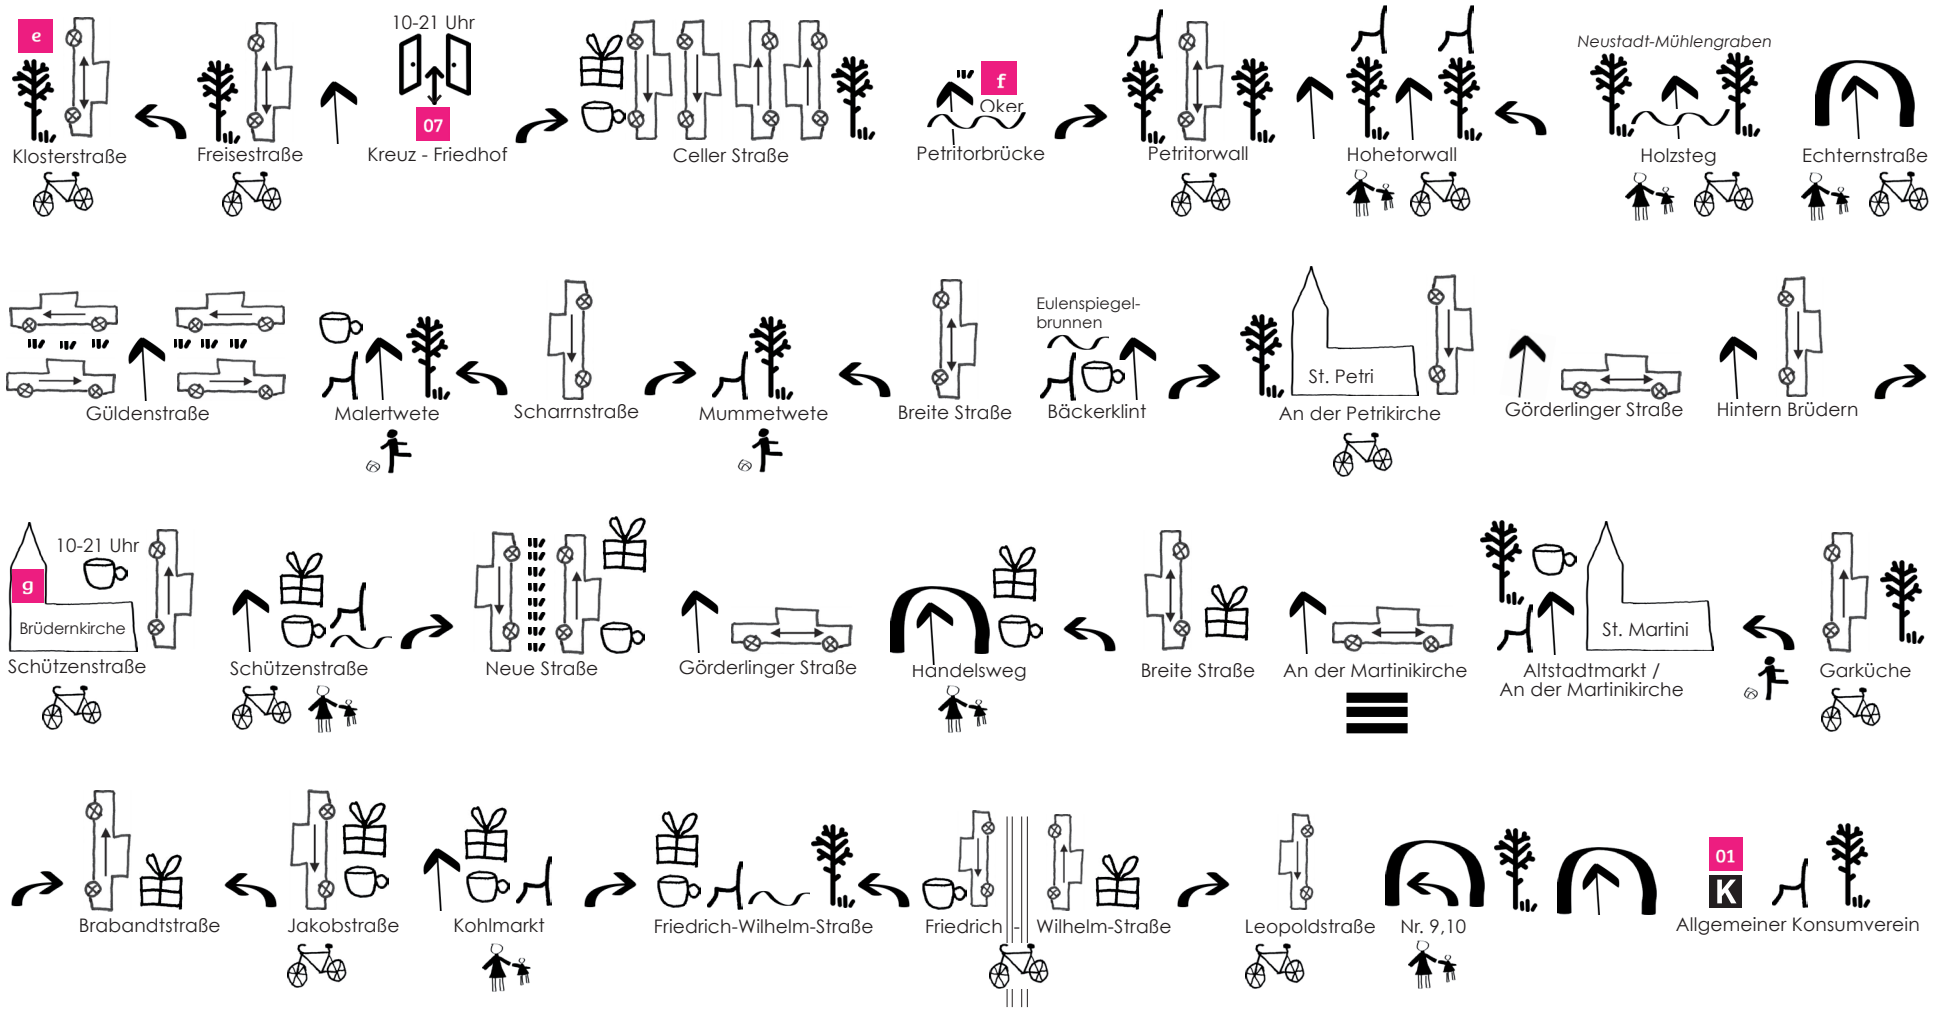 e
Klosterstraße
Freisestraße
10-21 Uhr
07
Kreuz - Friedhof
Celler Straße
f
Oker
Petritorbrücke
Petritorwall
Hohetorwall
Neustadt-Mühlengraben
Holzsteg
Echternstraße
Güldenstraße
Malertwete
Scharrnstraße
Mummetwete
Breite Straße
Eulenspiegel-
brunnen
Bäckerklint
St. Petri
An der Petrikirche
Görderlinger Straße
Hintern Brüdern
10-21 Uhr
g
Brüdernkirche
Schützenstraße
Schützenstraße
Neue Straße
Görderlinger Straße
Handelsweg
Breite Straße
An der Martinikirche
St. Martini
Altstadtmarkt /
An der Martinikirche
Garküche
Brabandtstraße
Jakobstraße
Kohlmarkt
Friedrich-Wilhelm-Straße
Friedrich - Wilhelm-Straße
Leopoldstraße
Nr. 9,10
01
K
Allgemeiner Konsumverein